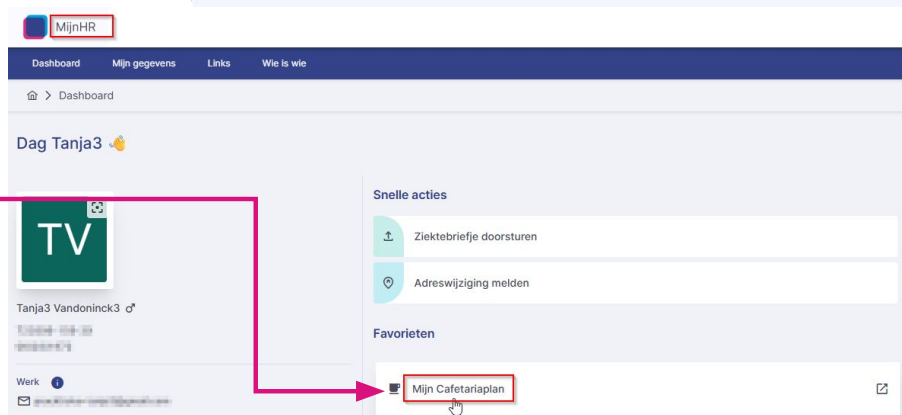 MijnHR
Dashboard Mijn gegevens Links Wie is wie
Dashboard
Dag Tanja3
TV
Tanja3 Vandoninck3
Werk
Snelle acties
Ziektebriefje doorsturen
Adreswijziging melden
Favorieten
Mijn Cafetariaplan